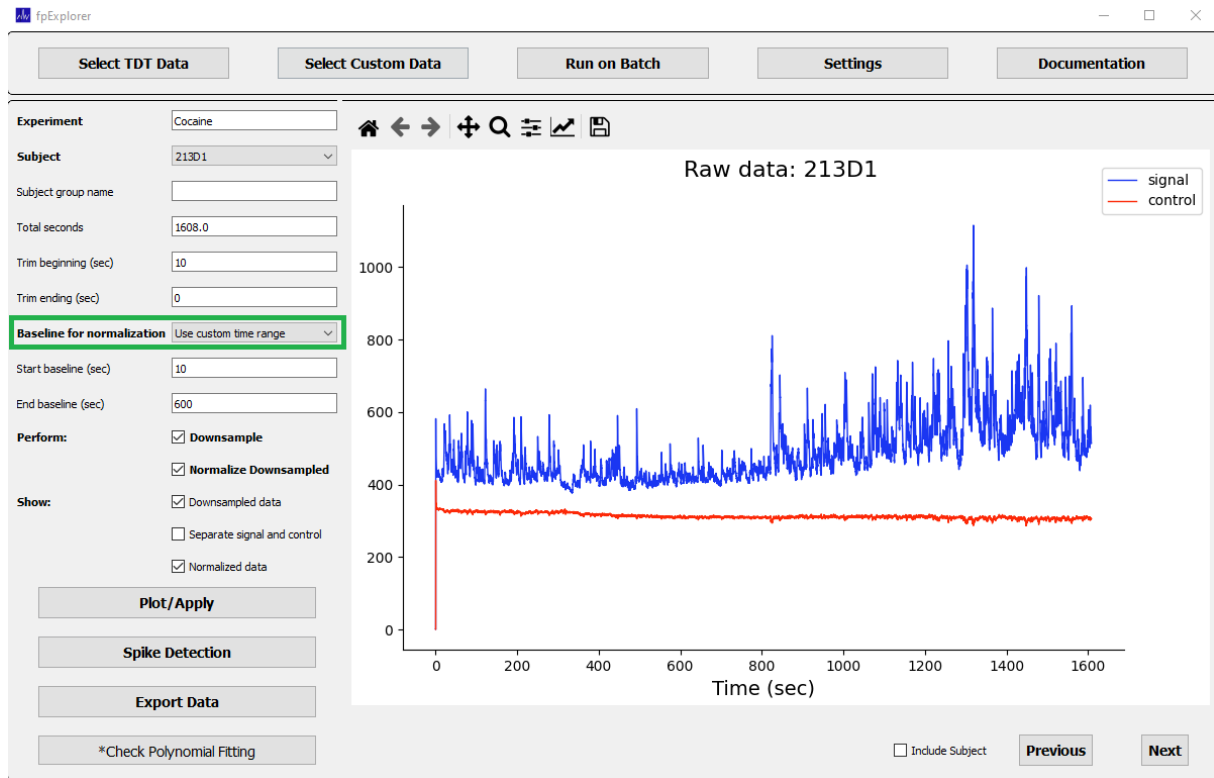 fpExplorer
Select TDT Data
Select Custom Data
Run on Batch
Settings
Documentation
Experiment
Cocaine
Subject
213D1
Subject group name
Total seconds
1608.0
Trim beginning (sec)
10
Trim ending (sec)
0
Baseline for normalization
Use custom time range
Start baseline (sec)
10
End baseline (sec)
600
Perform:
Downsample
Normalize Downsampled
Show:
Downsampled data
Separate signal and control
Normalized data
Plot/Apply
Spike Detection
Export Data
*Check Polynomial Fitting
Raw data: 213D1
signal
control
1000
800
600
400
200
0
0
200
400
600
800
1000
1200
1400
1600
Time (sec)
Include Subject
Previous
Next